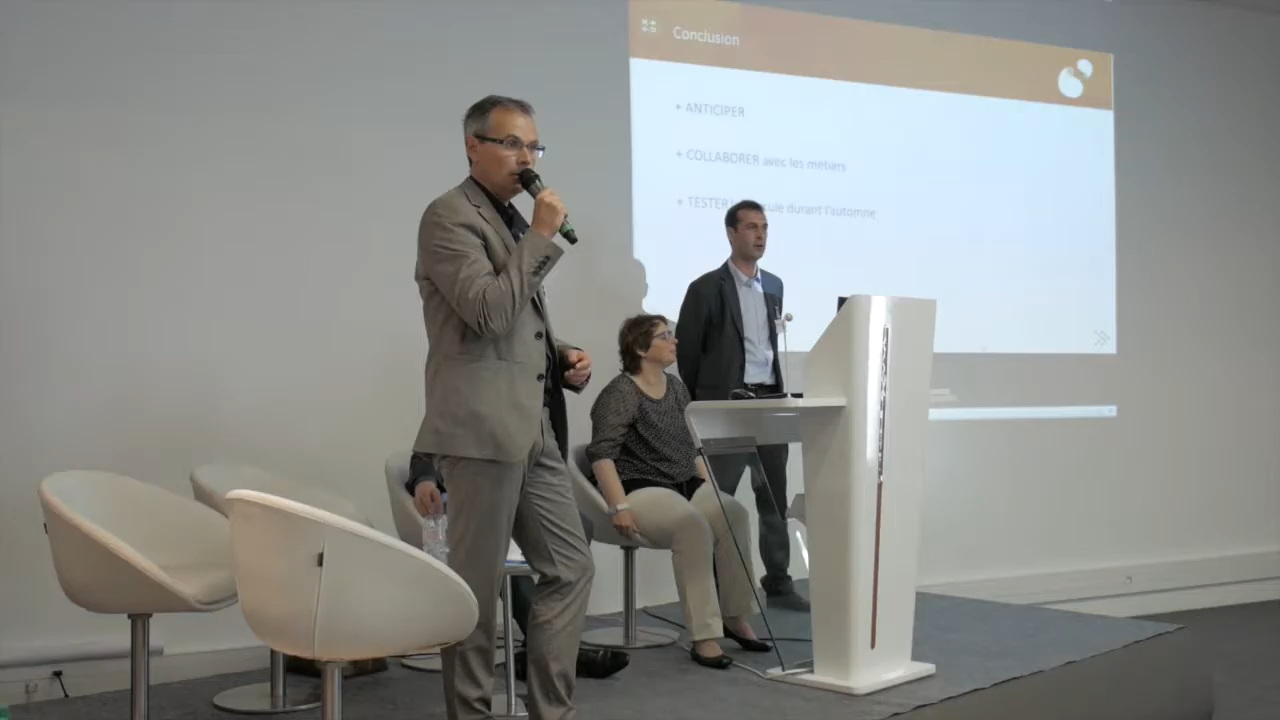 Conclusion
+ ANTICIPER
+ COLLABORER avec les métiers
+ TESTER durant l'automne